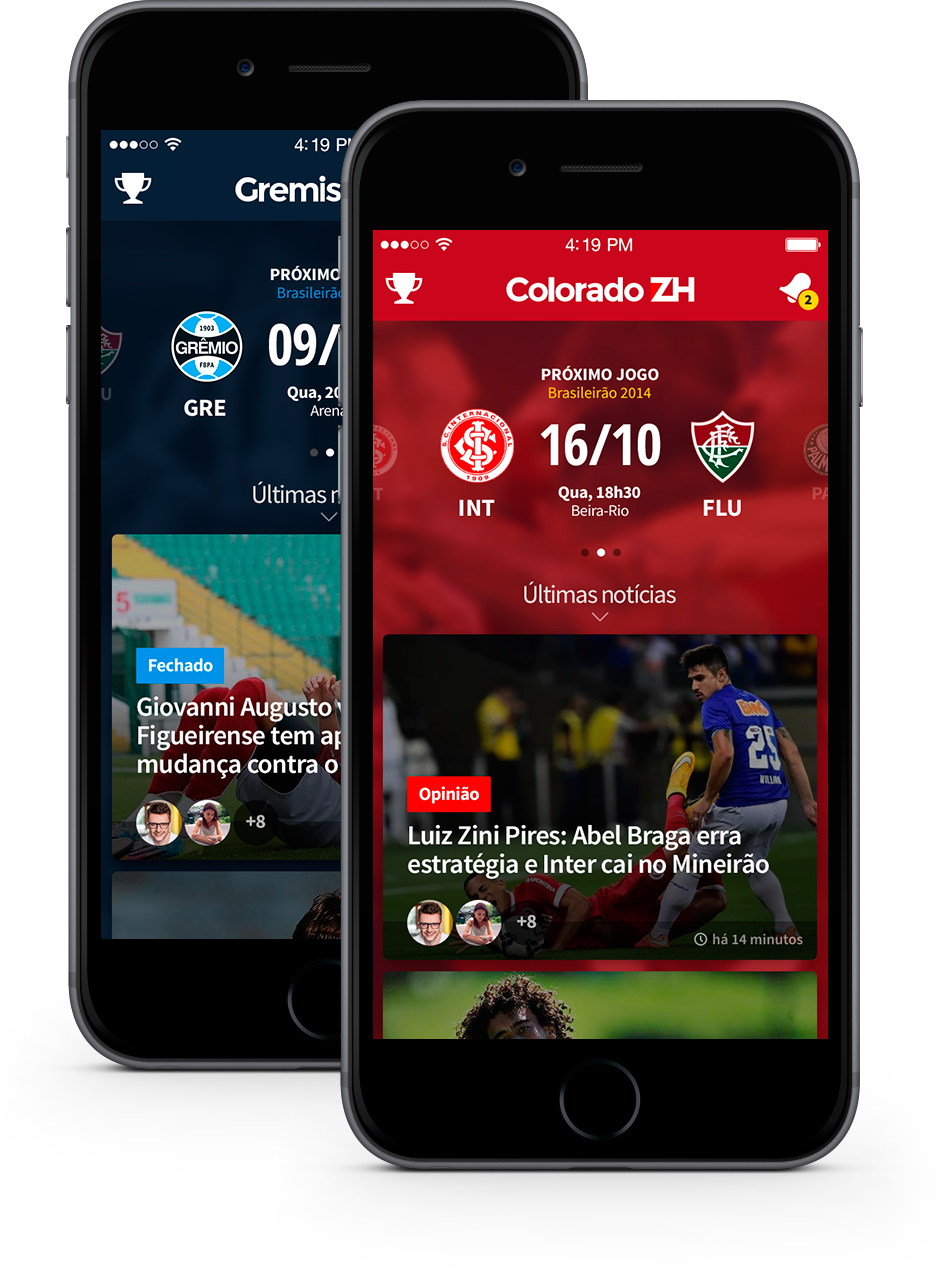 4:19 PM
Gremis
PRÓXIMO
Brasileirão
1903
GRÊMIO
FBPA
09/
Qua, 20
Arena
GRE
U
Últimas n
5
Fechado
Giovanni Augusto v
Figueirense tem ap
mudança contra o
+8
4:19 PM
Colorado ZH
2
PRÓXIMO JOGO
Brasileirão 2014
S.C. INTERNACIONAL
1909
16/10
Qua, 18h30
Beira-Rio
INT
FLU
T
PA
Últimas notícias
BMG
25
WILLIAN
Opinião
Luiz Zini Pires: Abel Braga erra
estratégia e Inter cai no Mineirão
+8
há 14 minutos